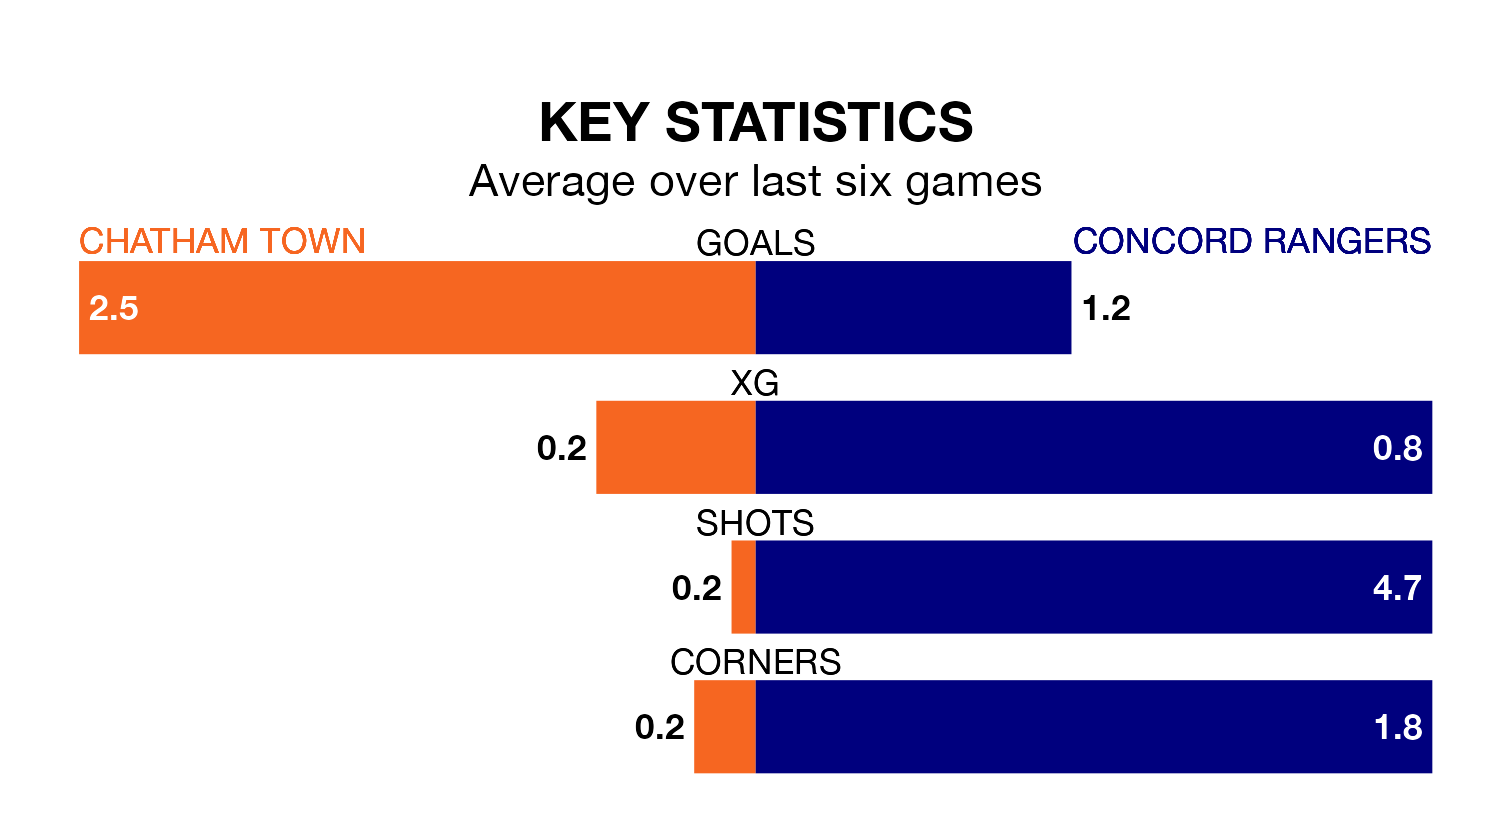 KEY STATISTICS
Average over last six games
CHATHAM TOWN GOALS CONCORD RANGERS
2.5 1.2
XG
0.2 0.8
SHOTS
0.2 4.7
CORNERS
0.2 1.8